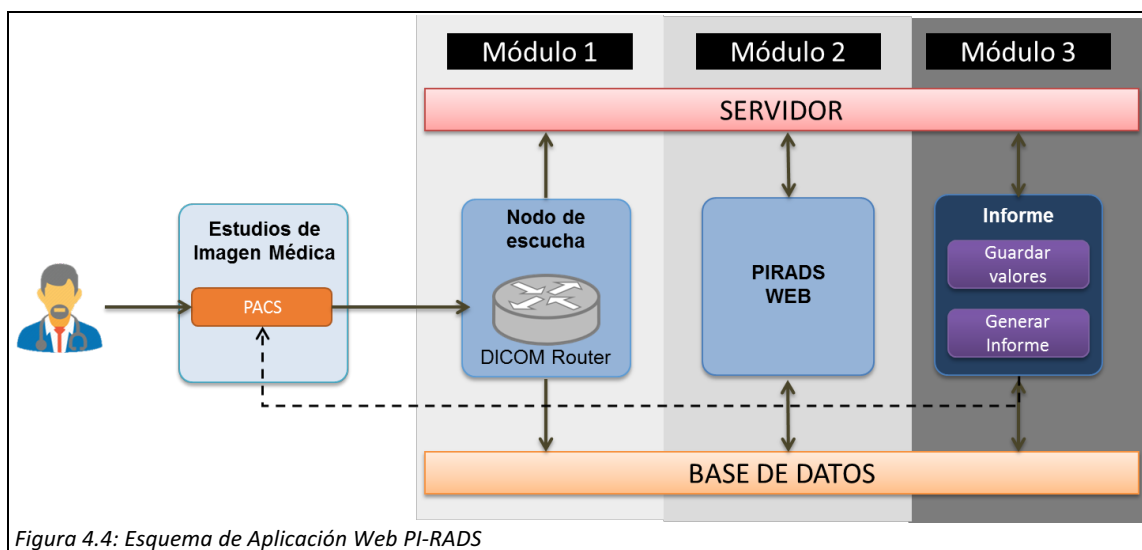 Módulo 1
Módulo 2
Módulo 3
SERVIDOR
Estudios de
Imagen Médica
PACS
Nodo de
escucha
DICOM Router
PIRADS
WEB
Informe
Guardar
valores
Generar
Informe
BASE DE DATOS
Figura 4.4: Esquema de Aplicación Web PI-RADS